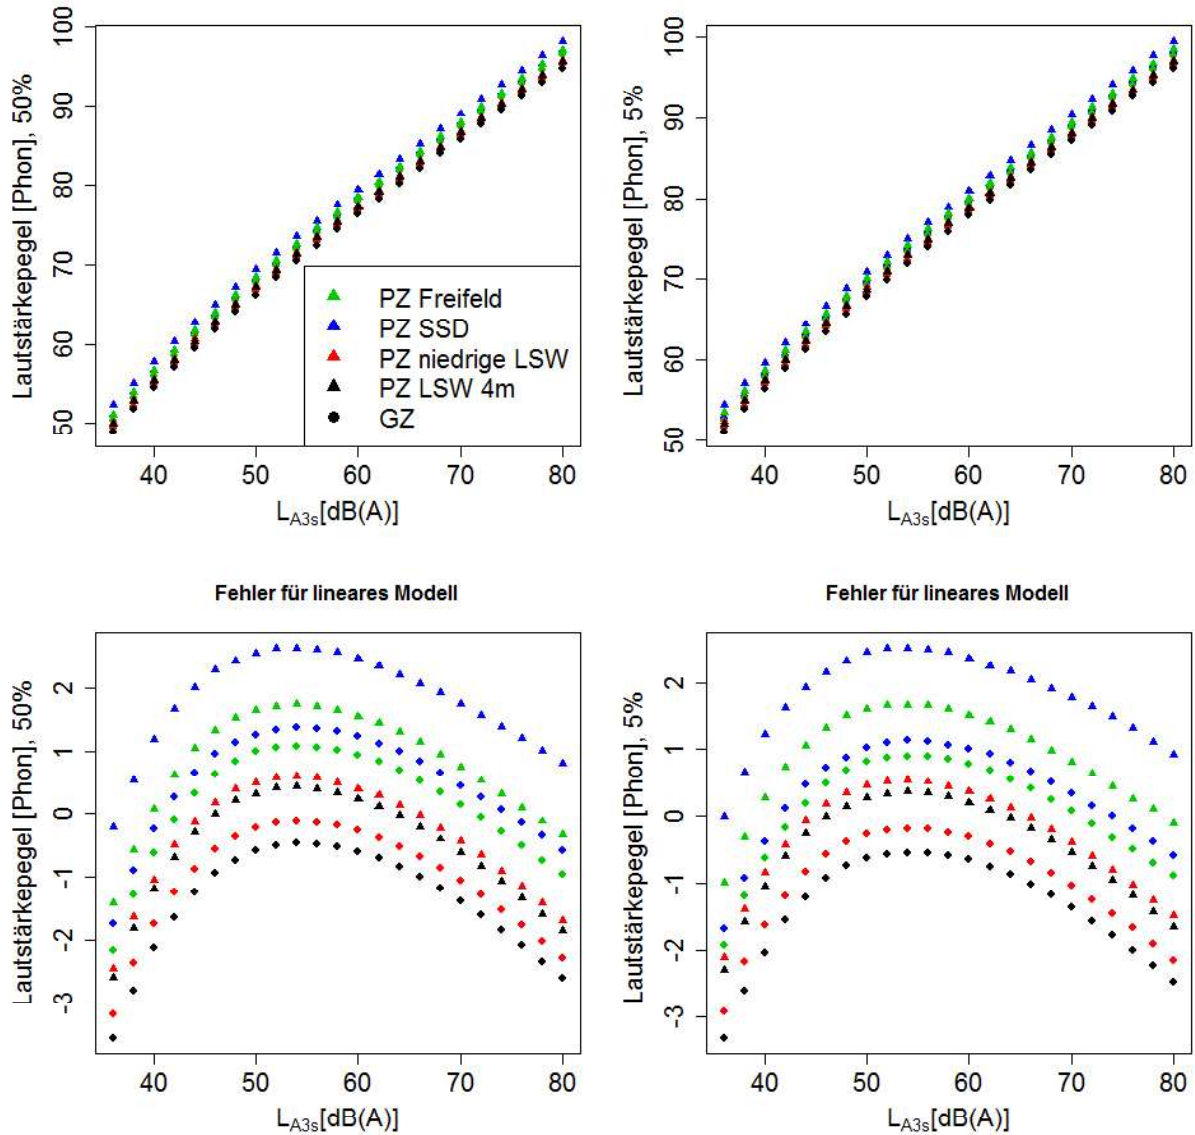 Lautstärkepegel [Phon], 50%
100
90
80
70
60
50
40 50 60 70 80
L_A3s[dB(A)]
PZ Freifeld
PZ SSD
PZ niedrige LSW
PZ LSW 4m
GZ
Lautstärkepegel [Phon], 5%
100
90
80
70
60
50
40 50 60 70 80
L_A3s[dB(A)]
Fehler für lineares Modell
Lautstärkepegel [Phon], 50%
2
1
0
-1
-2
-3
40 50 60 70 80
L_A3s[dB(A)]
Fehler für lineares Modell
Lautstärkepegel [Phon], 5%
2
1
0
-1
-2
-3
40 50 60 70 80
L_A3s[dB(A)]